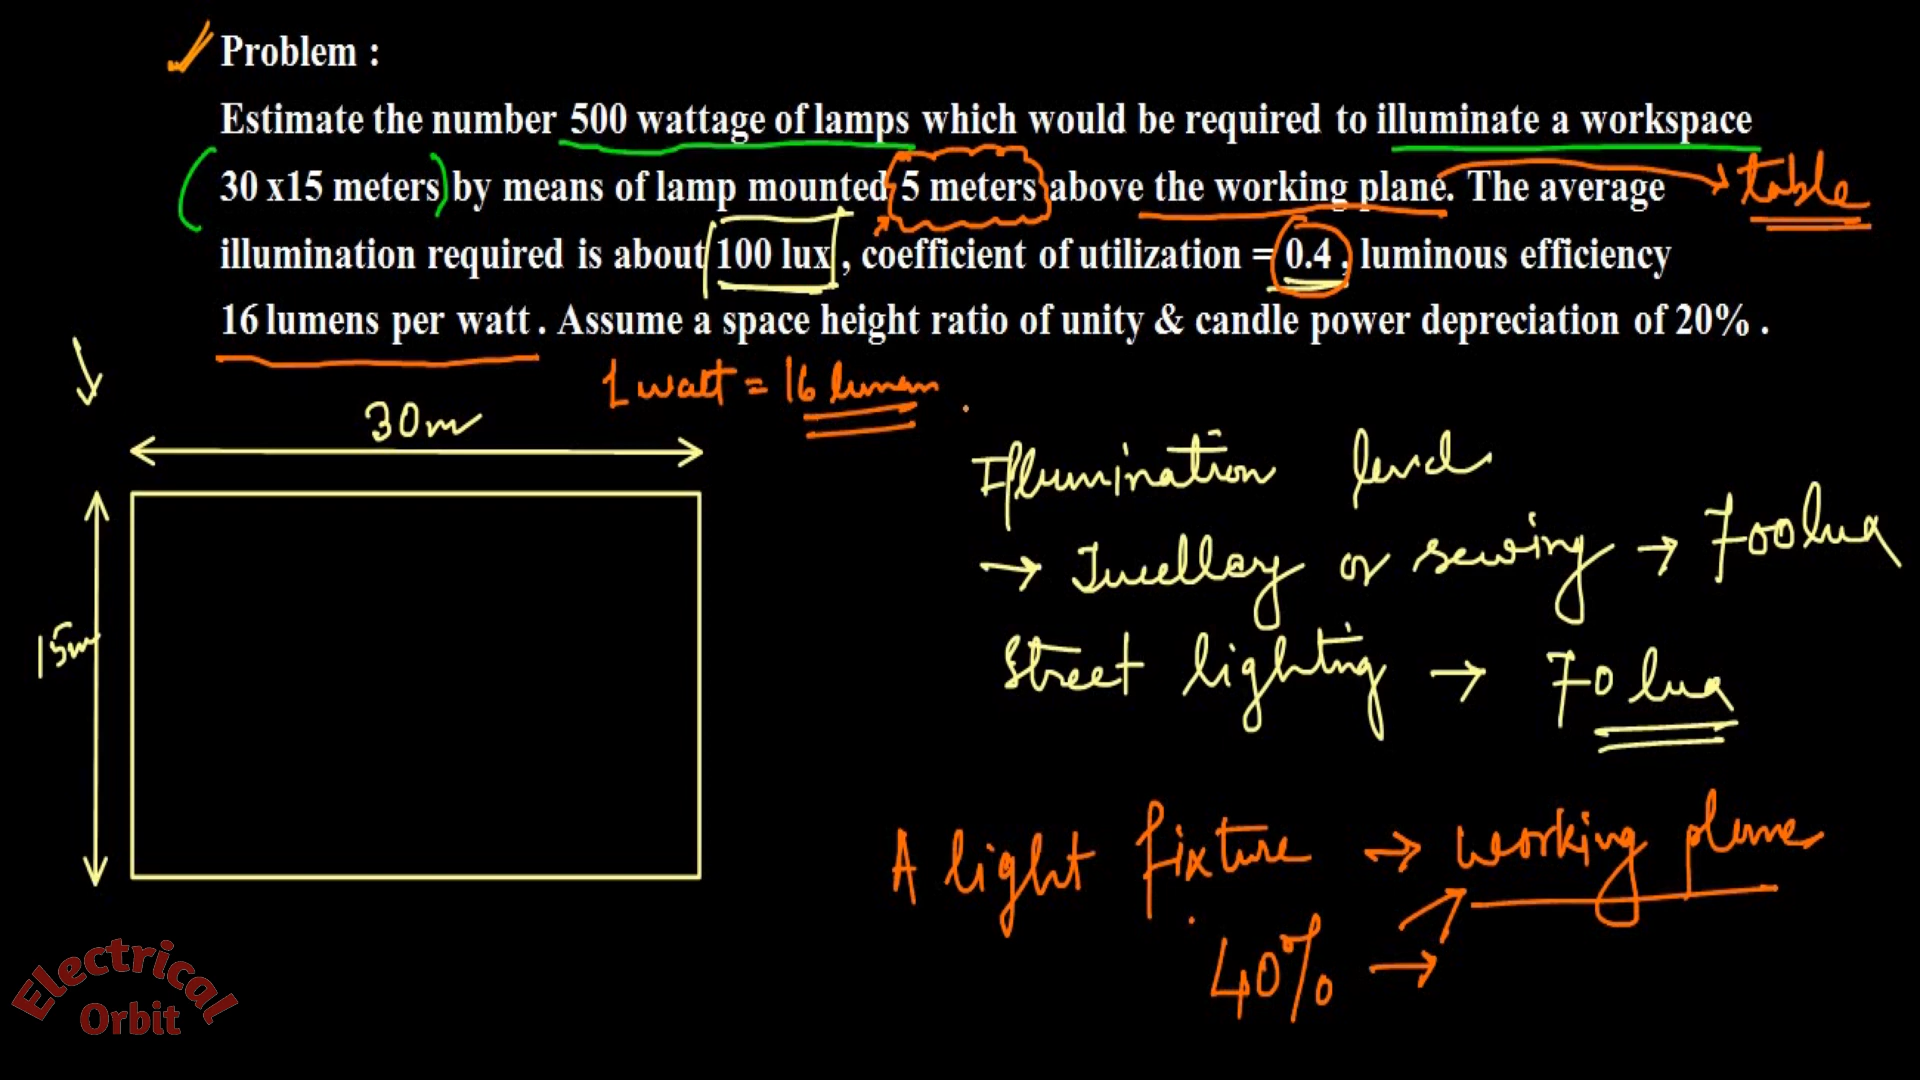 Problem :
Estimate the number 500 wattage of lamps which would be required to illuminate a workspace
30 x15 meters by means of lamp mounted 5 meters above the working plane. The average
table
illumination required is about 100 lux , coefficient of utilization = 0.4 , luminous efficiency
16 lumens per watt . Assume a space height ratio of unity & candle power depreciation of 20% .
1 watt = 16 lumen
30m
15m
Illumination level
→ Jwellary or sewing → 700 lux
Street lighting → 70 lux
A light fixture → working plane
40% →
Electrical
Orbit